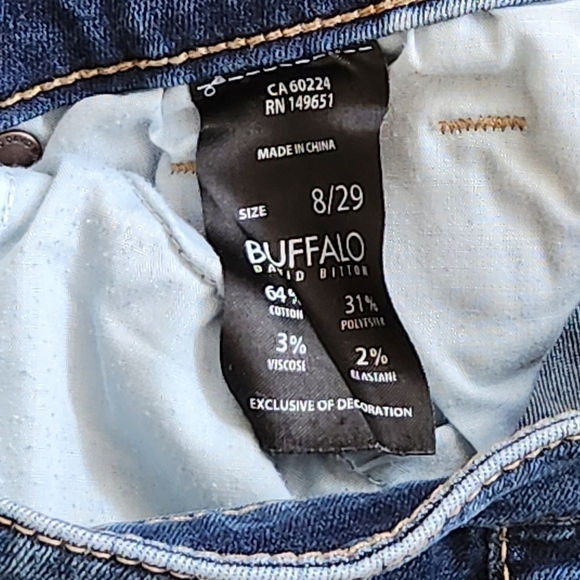 CA 60224
RN 149651
MADE IN CHINA
SIZE 8/29
BUFFALO
DAVID BITTON
64% 31%
COTTON POLYESTER
3% 2%
VISCOSE ELASTANE
EXCLUSIVE OF DECORATION